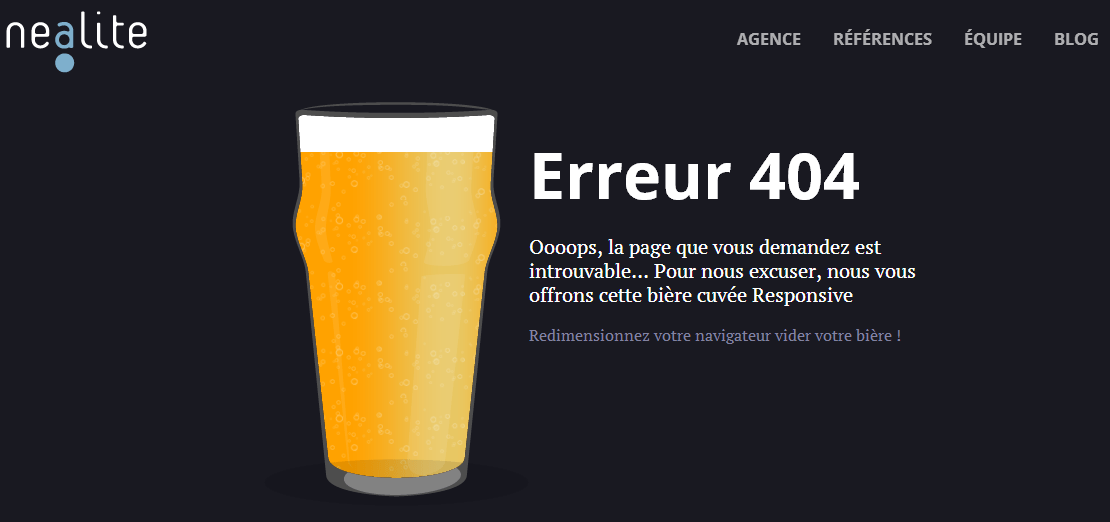 nealite
AGENCE RÉFÉRENCES ÉQUIPE BLOG
Erreur 404
Oooops, la page que vous demandez est
introuvable... Pour nous excuser, nous vous
offrons cette bière cuvée Responsive
Redimensionnez votre navigateur vider votre bière !